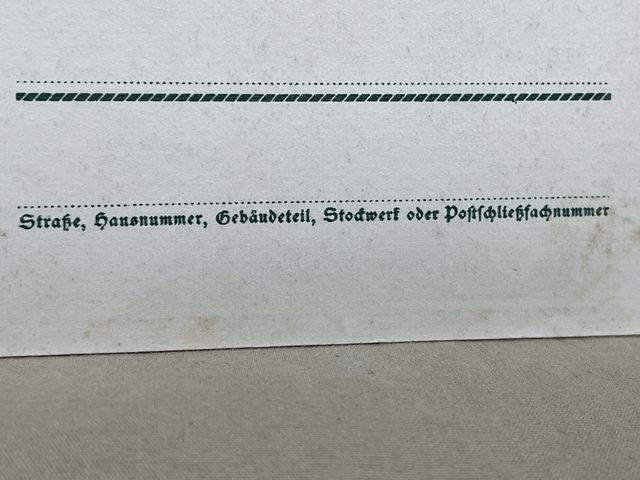 Straße, Hausnummer, Gebäudeteil, Stockwerk oder Postschließfachnummer